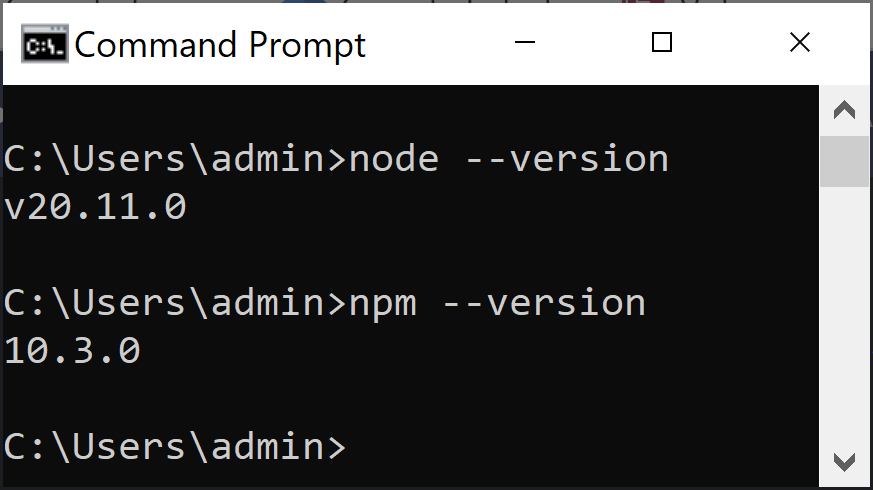 Command Prompt
C:\Users\admin>node --version
v20.11.0
C:\Users\admin>npm --version
10.3.0
C:\Users\admin>